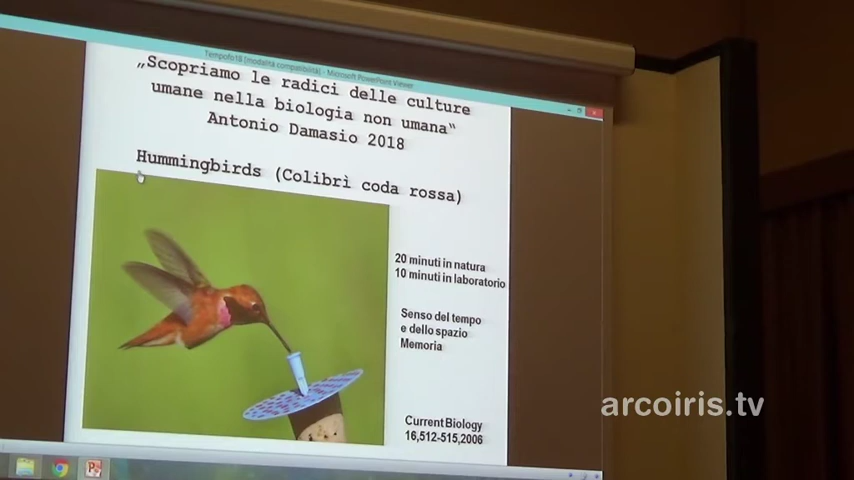 Tempofo18 [modalità compatibilità] - Microsoft PowerPoint Viewer
„Scopriamo le radici delle culture
umane nella biologia non umana“
Antonio Damasio 2018
Hummingbirds (Colibrì coda rossa)
20 minuti in natura
10 minuti in laboratorio
Senso del tempo
e dello spazio
Memoria
Current Biology
16,512-515,2006
arcoiris.tv